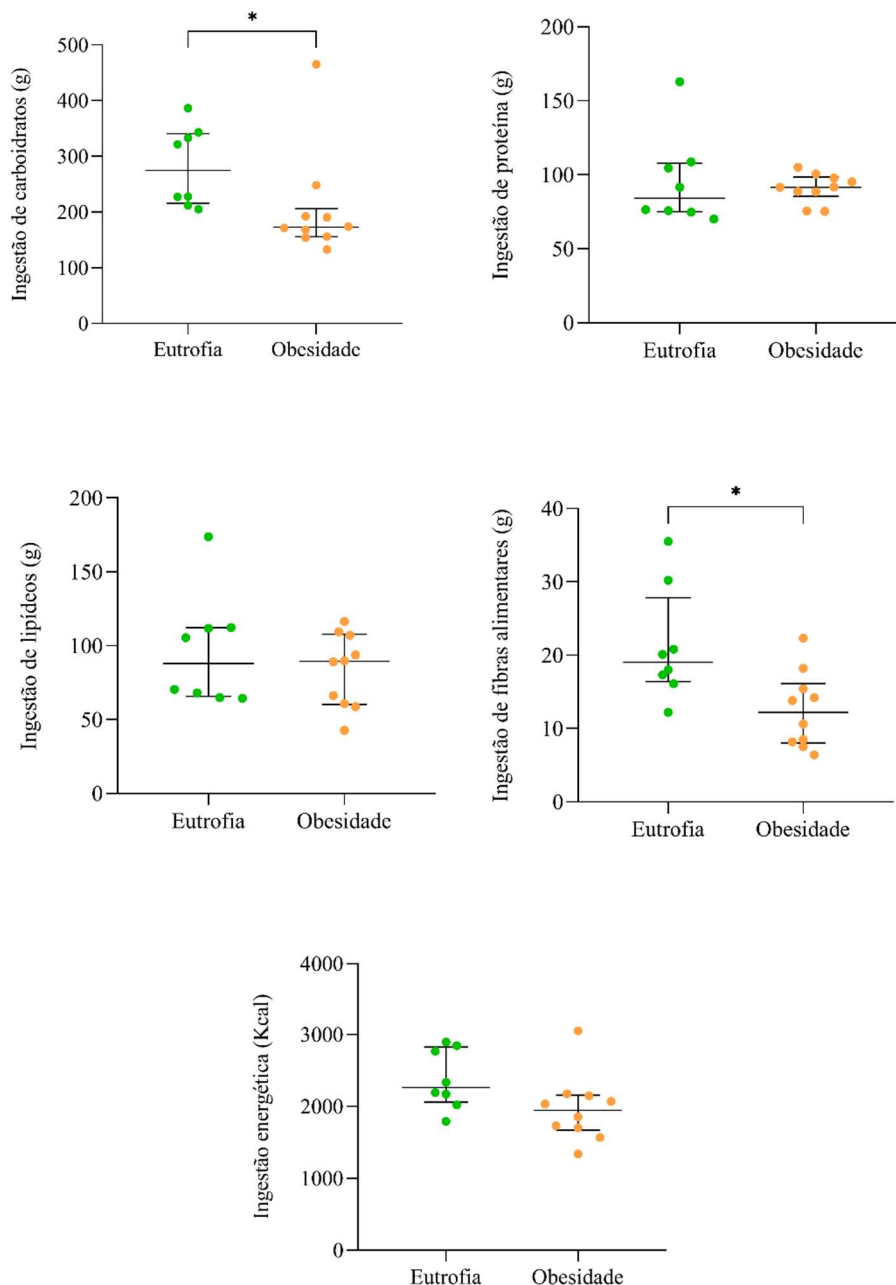 *
Ingestão de carboidratos (g)
500
400
300
200
100
0
Eutrofia
Obesidade
Ingestão de proteína (g)
200
150
100
50
0
Eutrofia
Obesidade
Ingestão de lipídeos (g)
200
150
100
50
0
Eutrofia
Obesidade
*
Ingestão de fibras alimentares (g)
40
30
20
10
0
Eutrofia
Obesidade
Ingestão energética (Kcal)
4000
3000
2000
1000
0
Eutrofia
Obesidade